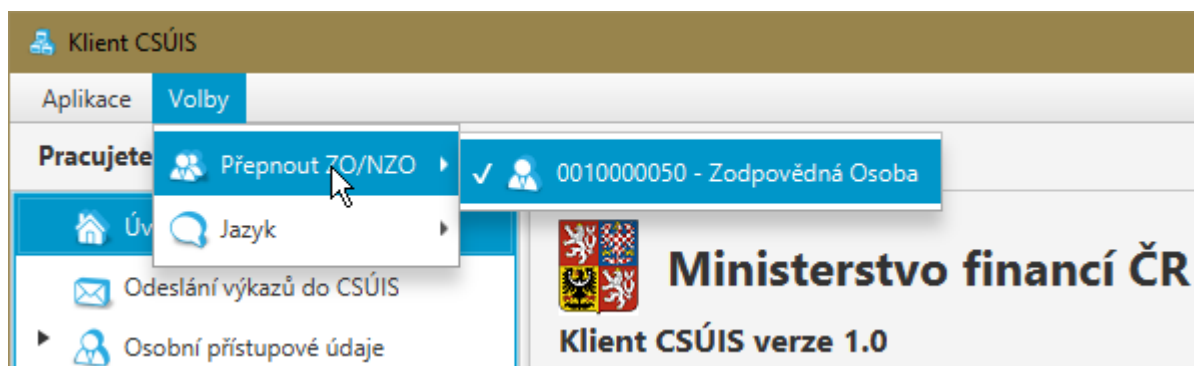 Klient CSÚIS
Aplikace Volby
Pracujete
Přepnout ZO/NZO
0010000050 - Zodpovědná Osoba
Úv
Jazyk
Odeslání výkazů do CSÚIS
Osobní přístupové údaje
Ministerstvo financí ČR
Klient CSÚIS verze 1.0